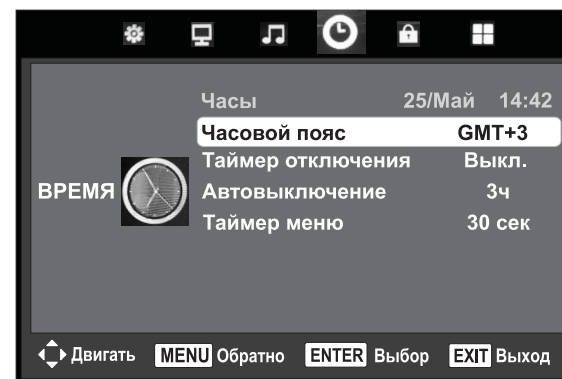 Часы 25/Май 14:42
Часовой пояс GMT+3
Таймер отключения Выкл.
ВРЕМЯ Автовыключение 3ч
Таймер меню 30 сек
Двигать MENU Обратно ENTER Выбор EXIT Выход